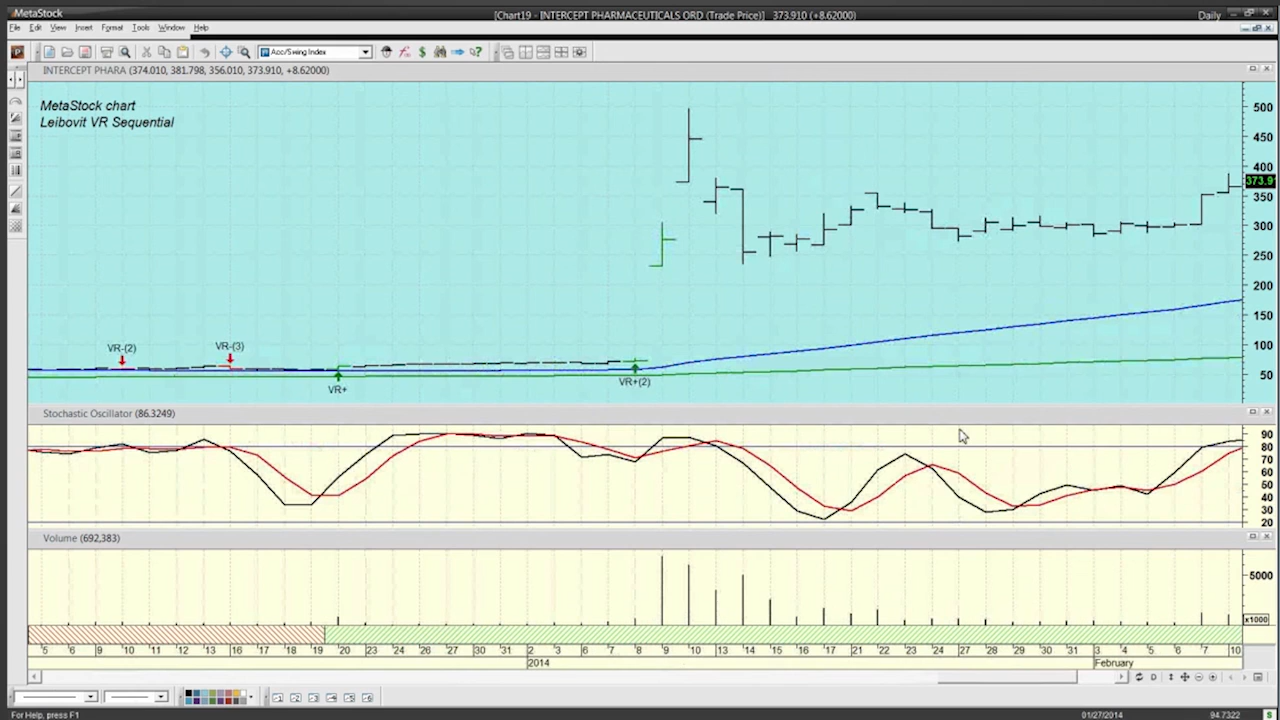 MetaStock
[Chart19 - INTERCEPT PHARMACEUTICALS ORD (Trade Price)] 373.910 (+8.62000)
Daily
File Edit View Insert Format Tools Window Help
Acc/Swing Index
INTERCEPT PHARA (374.010, 381.798, 356.010, 373.910, +8.62000)
MetaStock chart
Leibovit VR Sequential
500
450
400
373.9
350
300
250
200
150
100
50
VR-(2)
VR-(3)
VR+
VR+(2)
Stochastic Oscillator (86.3249)
90
80
70
60
50
40
30
20
Volume (692,383)
5000
x1000
5 6 9 10 11 12 13 16 17 18 19 20 23 24 26 27 30 31 2 3 6 7 8 9 10 13 14 15 16 17 21 22 23 24 27 28 29 30 31 3 4 5 6 7 10
2014 February
For Help, press F1
01/27/2014
94.7322